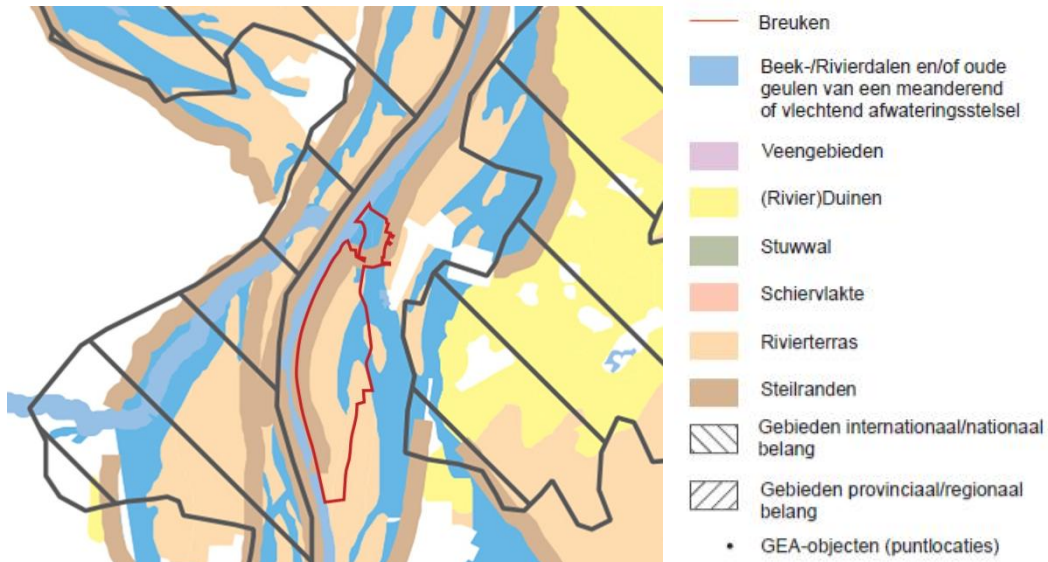 Breuken
Beek-/Rivierdalen en/of oude
geulen van een meanderend
of vlechtend afwateringsstelsel
Veengebieden
(Rivier)Duinen
Stuwwal
Schiervlakte
Rivierterras
Steilranden
Gebieden internationaal/nationaal
belang
Gebieden provinciaal/regionaal
belang
GEA-objecten (puntlocaties)